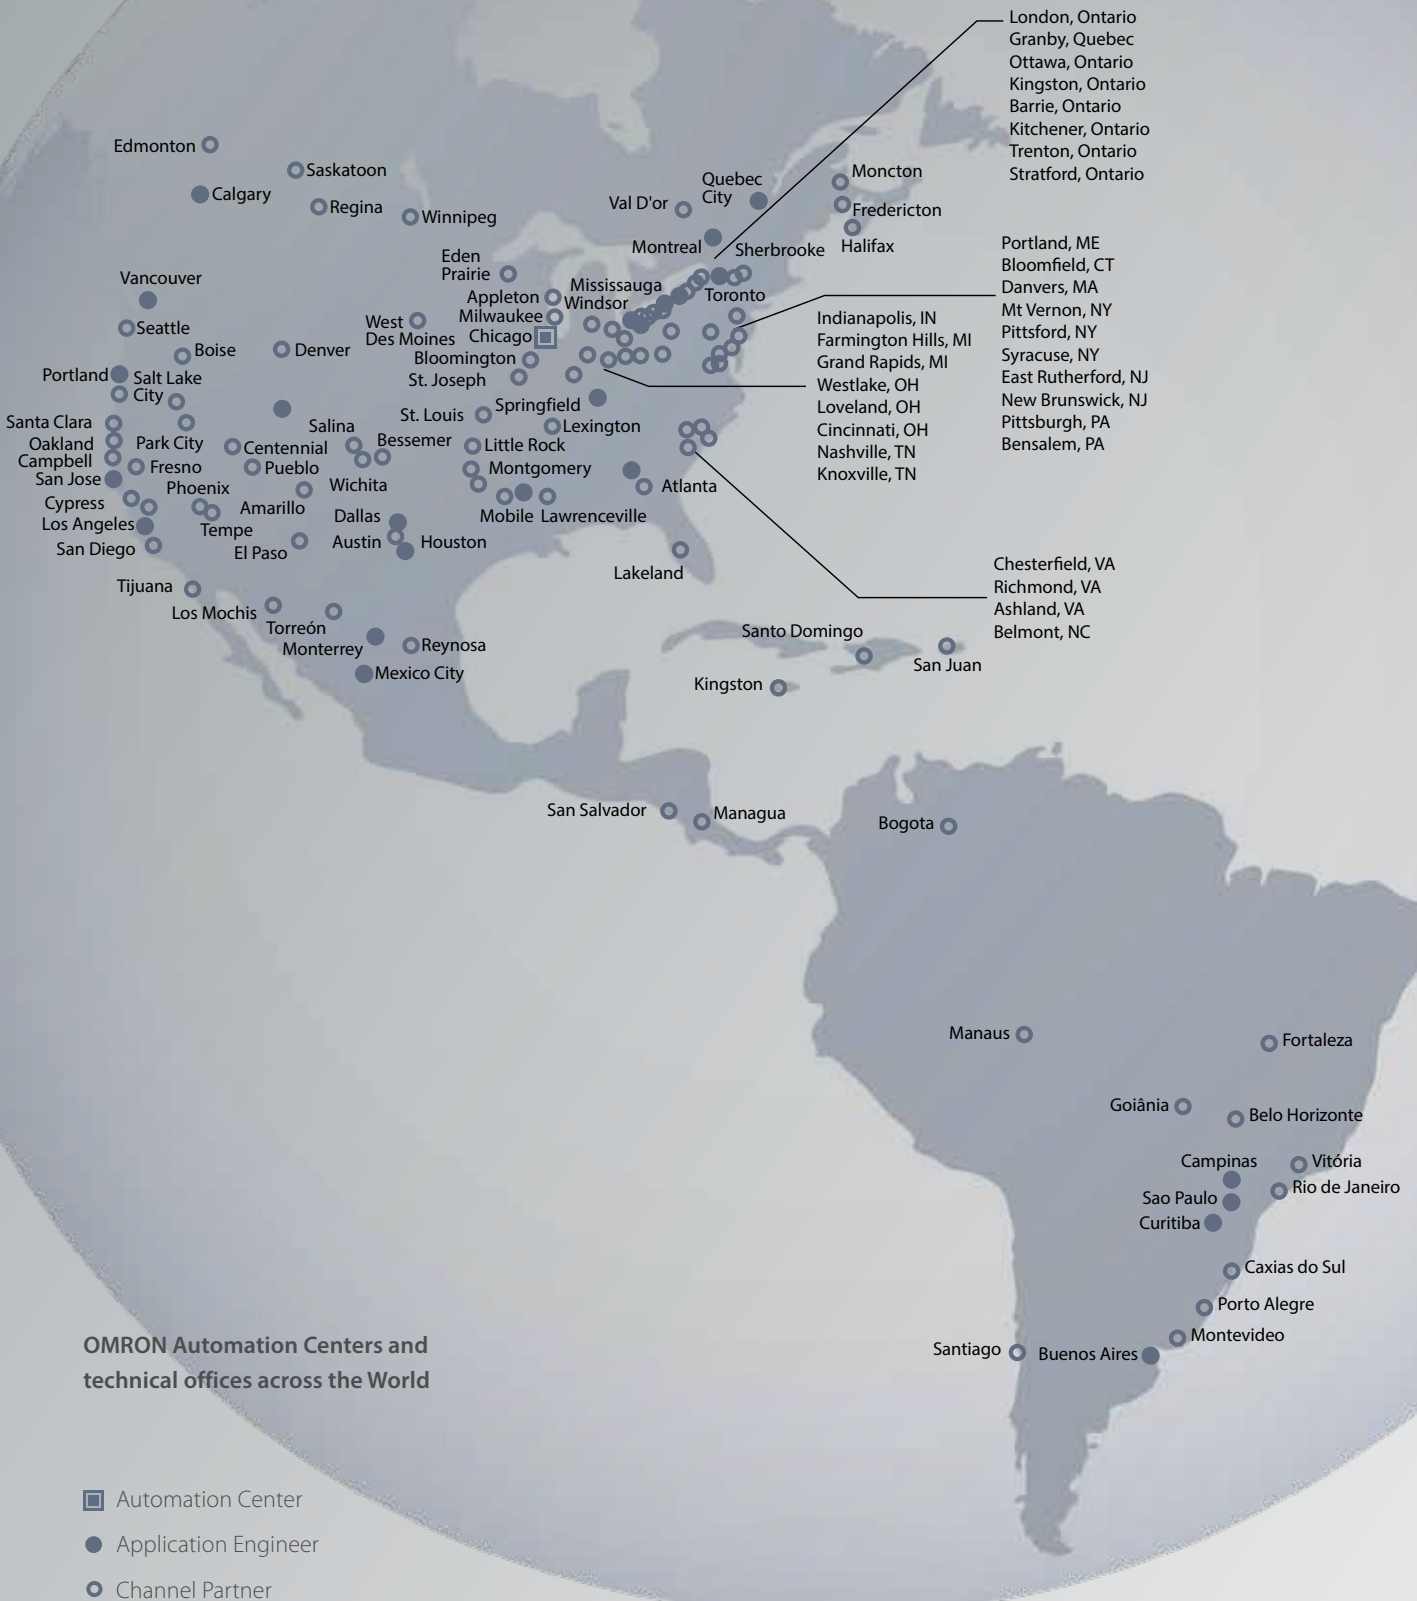 London, Ontario
Granby, Quebec
Ottawa, Ontario
Kingston, Ontario
Barrie, Ontario
Kitchener, Ontario
Trenton, Ontario
Stratford, Ontario
Edmonton
Saskatoon
Calgary
Regina
Winnipeg
Val D'or
Quebec
City
Moncton
Fredericton
Halifax
Montreal
Sherbrooke
Eden
Prairie
Vancouver
Mississauga
Toronto
Appleton
Windsor
Milwaukee
Seattle
West
Des Moines
Chicago
Boise
Denver
Bloomington
Portland
Salt Lake
City
St. Joseph
Portland, ME
Bloomfield, CT
Danvers, MA
Mt Vernon, NY
Pittsford, NY
Syracuse, NY
East Rutherford, NJ
New Brunswick, NJ
Pittsburgh, PA
Bensalem, PA
Indianapolis, IN
Farmington Hills, MI
Grand Rapids, MI
Westlake, OH
Loveland, OH
Cincinnati, OH
Nashville, TN
Knoxville, TN
Springfield
St. Louis
Santa Clara
Salina
Lexington
Oakland
Park City
Centennial
Bessemer
Little Rock
Campbell
Fresno
Pueblo
Montgomery
San Jose
Phoenix
Wichita
Atlanta
Cypress
Amarillo
Dallas
Mobile
Lawrenceville
Los Angeles
Tempe
Austin
Houston
San Diego
El Paso
Lakeland
Chesterfield, VA
Richmond, VA
Ashland, VA
Belmont, NC
Tijuana
Los Mochis
Torreón
Monterrey
Reynosa
Mexico City
Santo Domingo
San Juan
Kingston
San Salvador
Managua
Bogota
Manaus
Fortaleza
Goiânia
Belo Horizonte
Campinas
Vitória
Sao Paulo
Rio de Janeiro
Curitiba
Caxias do Sul
Porto Alegre
Montevideo
Santiago
Buenos Aires
OMRON Automation Centers and
technical offices across the World
Automation Center
Application Engineer
Channel Partner